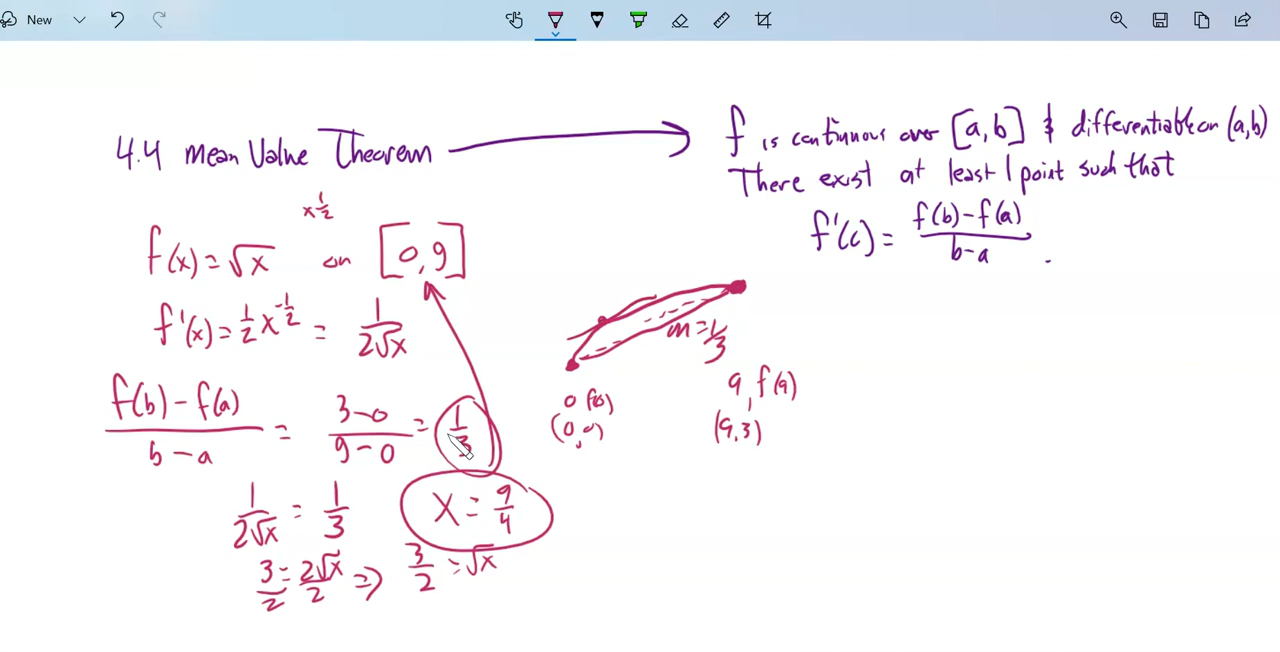 New
4.4 Mean Value Theorem
f is continuous over [a,b] & differentiable on (a,b)
There exist at least 1 point such that
f'(c) = f(b)-f(a) / b-a .
x^1/2
f(x) = √x on [0,9]
f'(x) = 1/2 x^-1/2 = 1/2√x
m = 1/3
f(b) - f(a) / b - a = 3-0 / 9-0 = 1/3
0 f(0)
(0,0)
9, f(9)
(9,3)
1/2√x = 1/3
x = 9/4
3/2 = 2√x/2 => 3/2 = √x